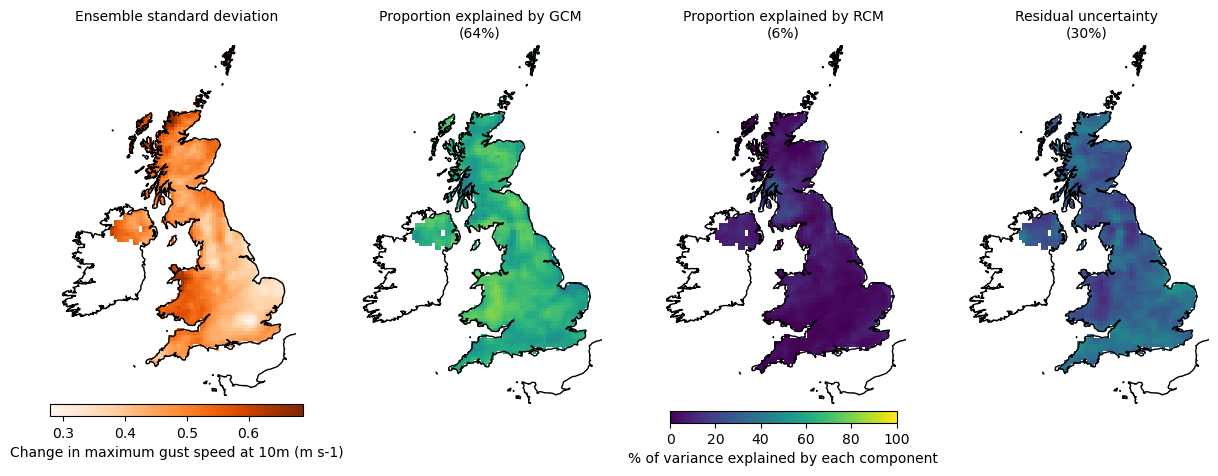 Ensemble standard deviation
Proportion explained by GCM
(64%)
Proportion explained by RCM
(6%)
Residual uncertainty
(30%)
0.3 0.4 0.5 0.6
Change in maximum gust speed at 10m (m s-1)
0 20 40 60 80 100
% of variance explained by each component